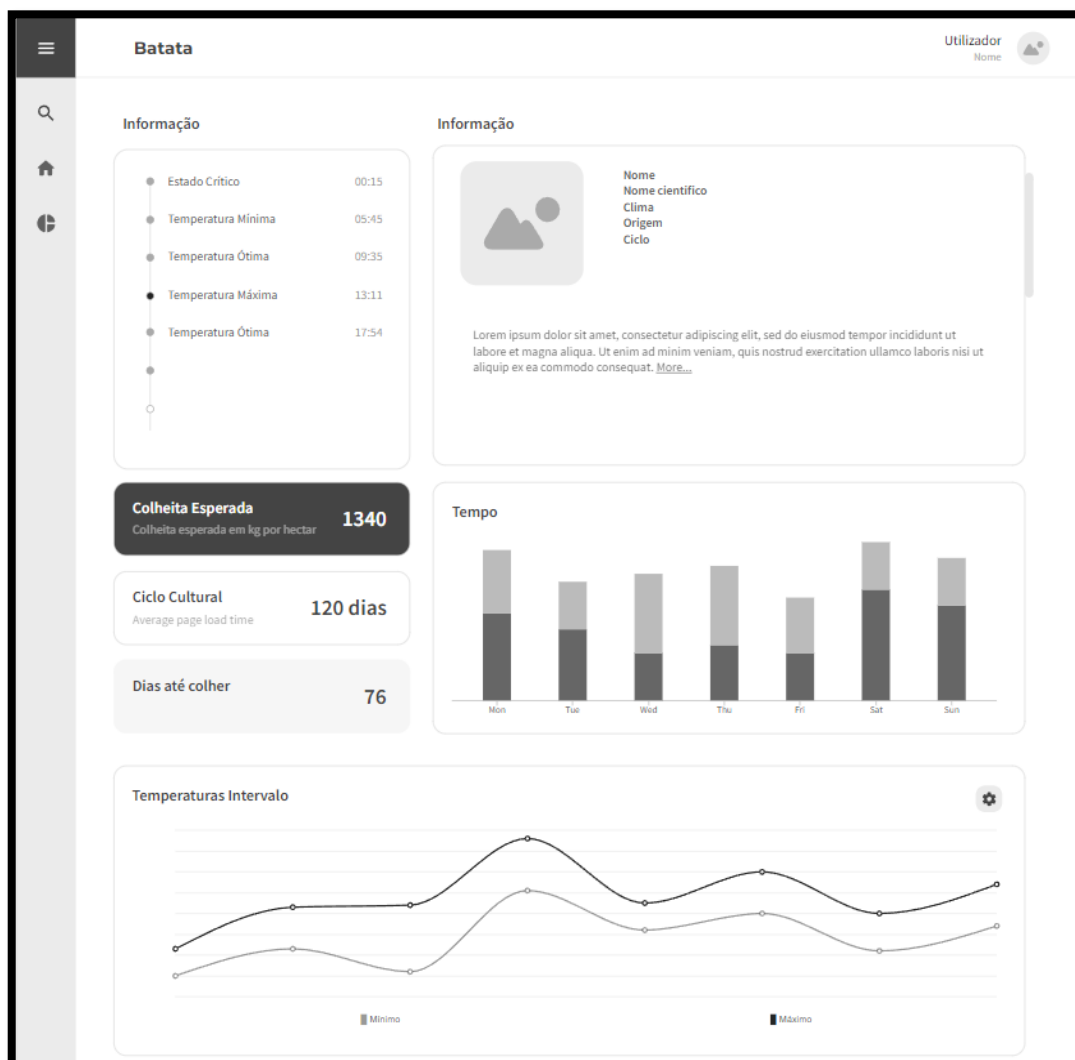 Batata
Utilizador
Nome
Informação
Estado Crítico 00:15
Temperatura Mínima 05:45
Temperatura Ótima 09:35
Temperatura Máxima 13:11
Temperatura Ótima 17:54
Informação
Nome
Nome científico
Clima
Origem
Ciclo
Lorem ipsum dolor sit amet, consectetur adipiscing elit, sed do eiusmod tempor incididunt ut
labore et magna aliqua. Ut enim ad minim veniam, quis nostrud exercitation ullamco laboris nisi ut
aliquip ex ea commodo consequat. More...
Colheita Esperada
Colheita esperada em kg por hectar
1340
Ciclo Cultural
Average page load time
120 dias
Dias até colher
76
Tempo
Mon Tue Wed Thu Fri Sat Sun
Temperaturas Intervalo
Mínimo Máximo